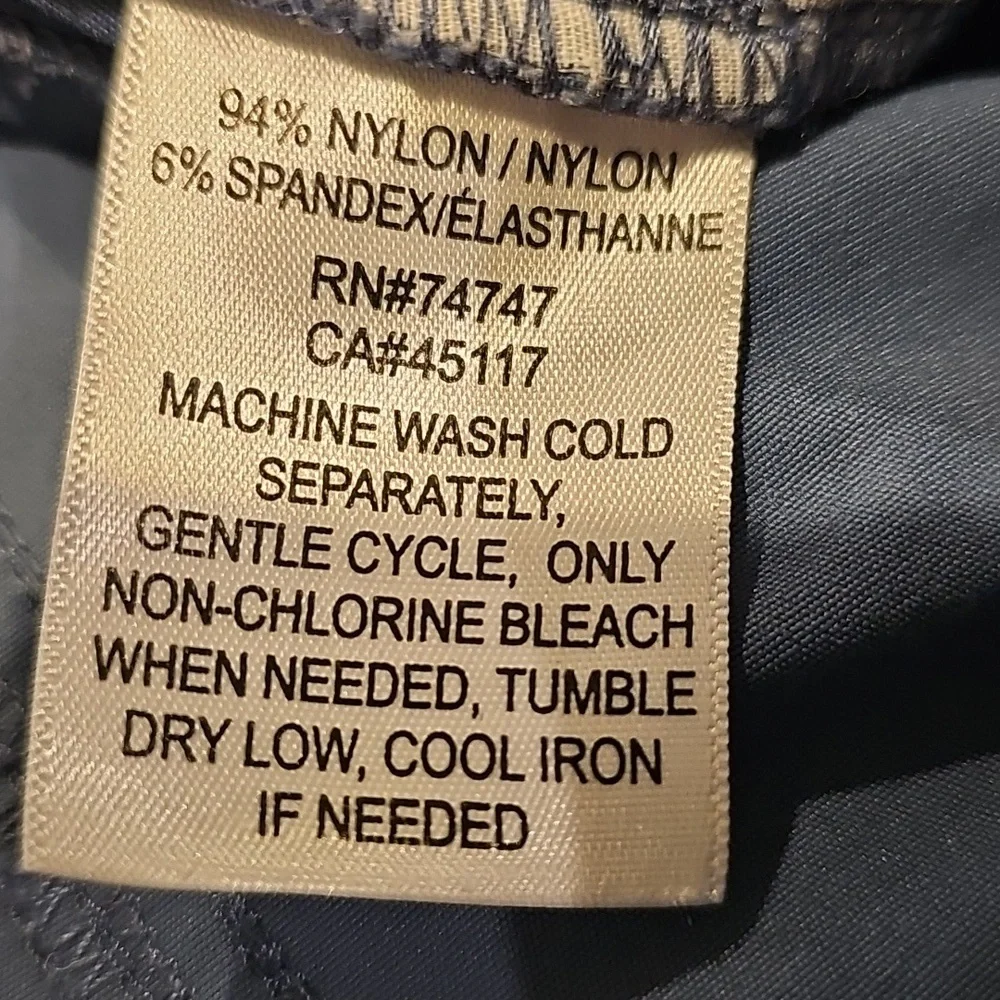 94% NYLON / NYLON
6% SPANDEX/ÉLASTHANNE
RN#74747
CA#45117
MACHINE WASH COLD
SEPARATELY,
GENTLE CYCLE, ONLY
NON-CHLORINE BLEACH
WHEN NEEDED, TUMBLE
DRY LOW, COOL IRON
IF NEEDED